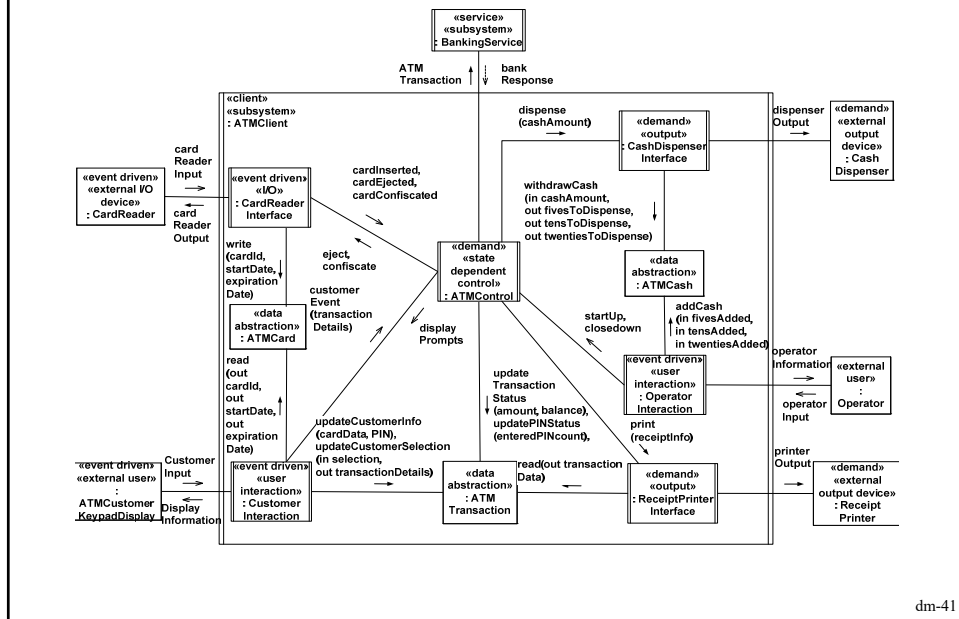 «service»
«subsystem»
: BankingService
ATM
Transaction
bank
Response
«client»
«subsystem»
: ATMClient
dispense
(cashAmount)
«demand»
«output»
: CashDispenser
Interface
dispenser
Output
«demand»
«external
output
device»
: Cash
Dispenser
card
Reader
Input
«event driven»
«external I/O
device»
: CardReader
card
Reader
Output
«event driven»
«I/O»
: CardReader
Interface
cardInserted,
cardEjected,
cardConfiscated
eject,
confiscate
withdrawCash
(in cashAmount,
out fivesToDispense,
out tensToDispense,
out twentiesToDispense)
write
(cardId,
startDate,
expiration
Date)
customer
Event
(transaction
Details)
«demand»
«state
dependent
control»
: ATMControl
«data
abstraction»
: ATMCash
«data
abstraction»
: ATMCard
display
Prompts
startUp,
closedown
addCash
(in fivesAdded,
in tensAdded,
in twentiesAdded)
read
(out
cardId,
out
startDate,
out
expiration
Date)
update
Transaction
Status
(amount, balance),
updatePINStatus
(enteredPINcount),
«event driven»
«user
interaction»
: Operator
Interaction
operator
Information
operator
Input
«external
user»
:
Operator
updateCustomerInfo
(cardData, PIN),
updateCustomerSelection
(in selection,
out transactionDetails)
print
(receiptInfo)
«event driven»
«external user»
:
ATMCustomer
KeypadDisplay
Customer
Input
Display
Information
«event driven»
«user
interaction»
: Customer
Interaction
«data
abstraction»
: ATM
Transaction
read(out transaction
Data)
«demand»
«output»
: ReceiptPrinter
Interface
printer
Output
«demand»
«external
output device»
: Receipt
Printer
dm-41